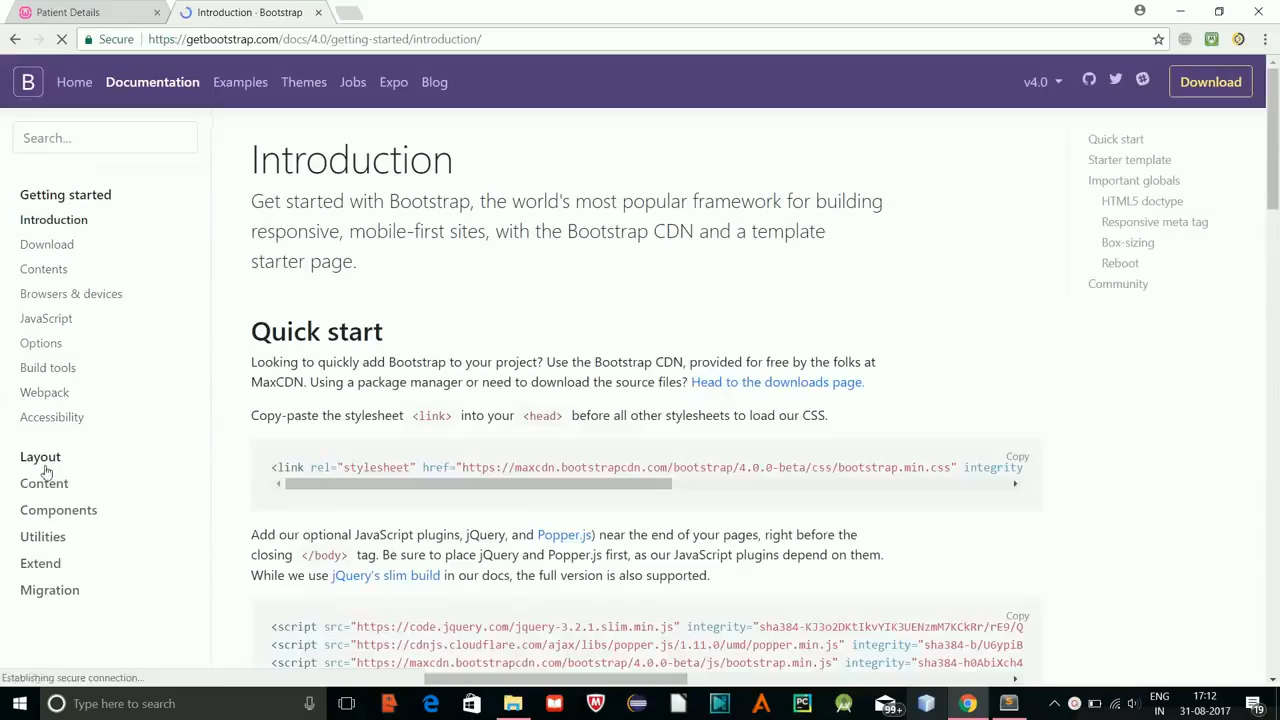 Patient Details
Introduction · Bootstrap
Secure
https://getbootstrap.com/docs/4.0/getting-started/introduction/
B
Home
Documentation
Examples
Themes
Jobs
Expo
Blog
v4.0
Download
Search...
Getting started
Introduction
Download
Contents
Browsers & devices
JavaScript
Options
Build tools
Webpack
Accessibility
Layout
Content
Components
Utilities
Extend
Migration
Introduction
Get started with Bootstrap, the world's most popular framework for building
responsive, mobile-first sites, with the Bootstrap CDN and a template
starter page.
Quick start
Looking to quickly add Bootstrap to your project? Use the Bootstrap CDN, provided for free by the folks at
MaxCDN. Using a package manager or need to download the source files? Head to the downloads page.
Copy-paste the stylesheet <link> into your <head> before all other stylesheets to load our CSS.
Copy
<link rel="stylesheet" href="https://maxcdn.bootstrapcdn.com/bootstrap/4.0.0-beta/css/bootstrap.min.css" integrity
Add our optional JavaScript plugins, jQuery, and Popper.js) near the end of your pages, right before the
closing </body> tag. Be sure to place jQuery and Popper.js first, as our JavaScript plugins depend on them.
While we use jQuery's slim build in our docs, the full version is also supported.
Copy
<script src="https://code.jquery.com/jquery-3.2.1.slim.min.js" integrity="sha384-KJ3o2DKtIkvYIK3UENzmM7KCkRr/rE9/Q
<script src="https://cdnjs.cloudflare.com/ajax/libs/popper.js/1.11.0/umd/popper.min.js" integrity="sha384-b/U6ypiB
<script src="https://maxcdn.bootstrapcdn.com/bootstrap/4.0.0-beta/js/bootstrap.min.js" integrity="sha384-h0AbiXch4
Quick start
Starter template
Important globals
HTML5 doctype
Responsive meta tag
Box-sizing
Reboot
Community
Establishing secure connection...
Type here to search
99+
ENG
IN
17:12
31-08-2017
19